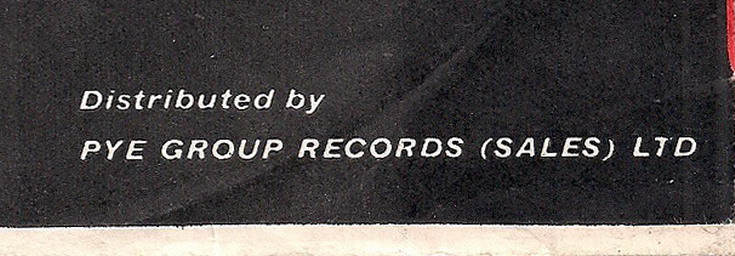 Distributed by
PYE GROUP RECORDS (SALES) LTD